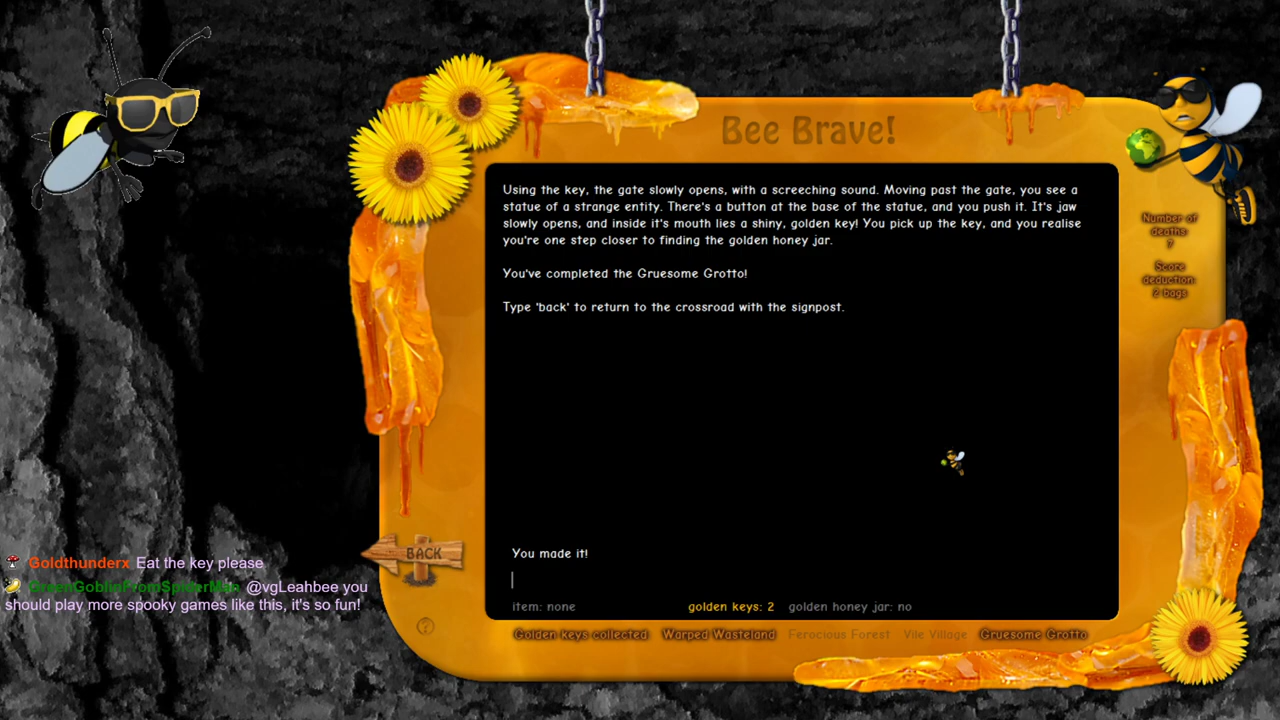 Bee Brave!
Using the key, the gate slowly opens, with a screeching sound. Moving past the gate, you see a
statue of a strange entity. There's a button at the base of the statue, and you push it. It's jaw
slowly opens, and inside it's mouth lies a shiny, golden key! You pick up the key, and you realise
you're one step closer to finding the golden honey jar.
You've completed the Gruesome Grotto!
Type 'back' to return to the crossroad with the signpost.
Number of
deaths:
7
Score
deduction:
2 bags
You made it!
item: none
golden keys: 2
golden honey jar: no
Golden keys collected
Warped Wasteland
Ferocious Forest
Vile Village
Gruesome Grotto
BACK
?
Goldthunderx Eat the key please
GreenGoblinFromSpiderMan @vgLeahbee you
should play more spooky games like this, it's so fun!